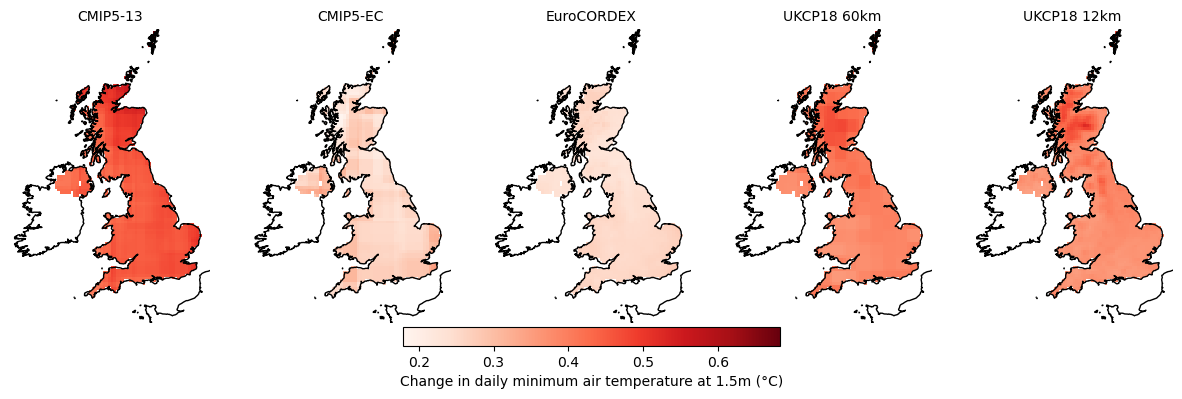 CMIP5-13 CMIP5-EC EuroCORDEX UKCP18 60km UKCP18 12km
0.2 0.3 0.4 0.5 0.6
Change in daily minimum air temperature at 1.5m (°C)